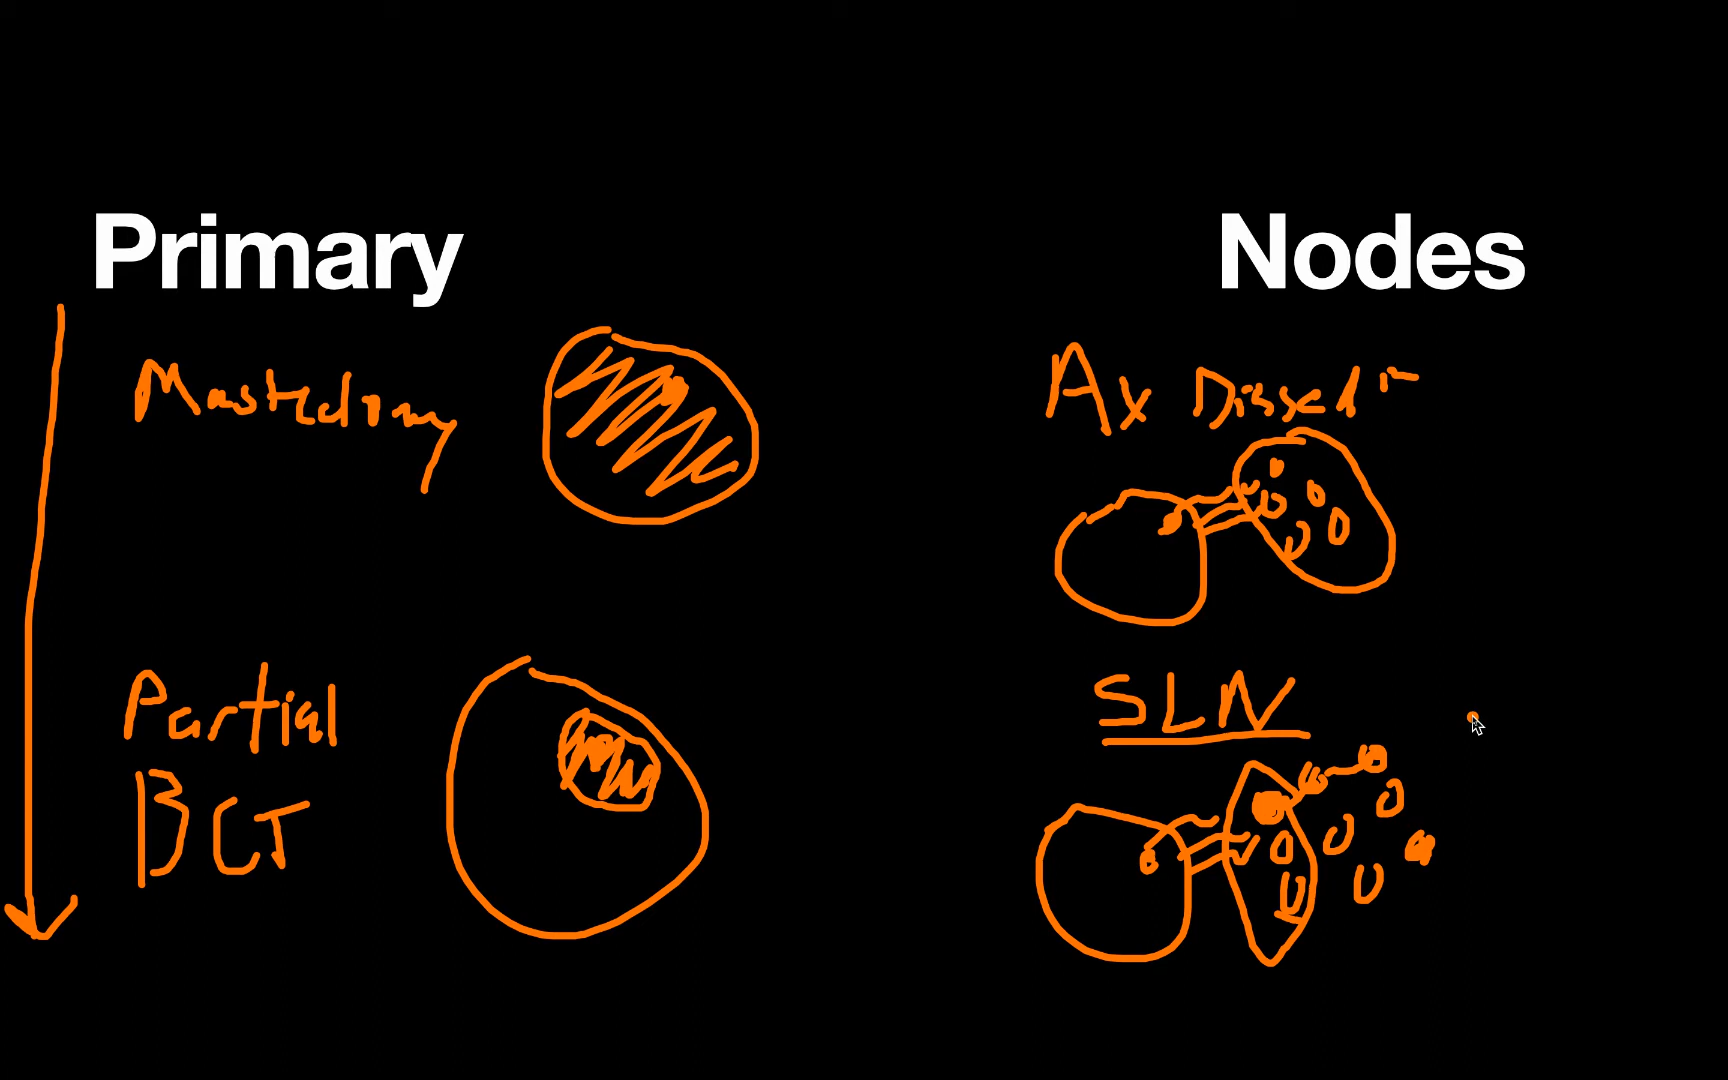 Primary
Nodes
Mastectomy
Ax Dissect
SLN
Partial
BCT